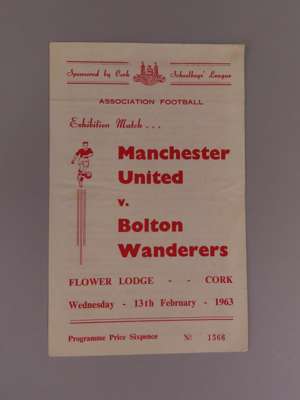 Sponsored by Cork Schoolboys' League
ASSOCIATION FOOTBALL
Exhibition Match . . .
Manchester
United
v.
Bolton
Wanderers
FLOWER LODGE - - CORK
Wednesday - 13th February - 1963
Programme Price Sixpence Nº 1566